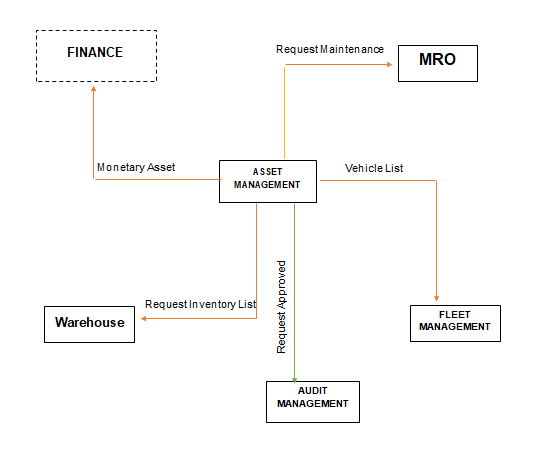 FINANCE
Request Maintenance
MRO
Monetary Asset
ASSET
MANAGEMENT
Vehicle List
Request Inventory List
Request Approved
Warehouse
FLEET
MANAGEMENT
AUDIT
MANAGEMENT